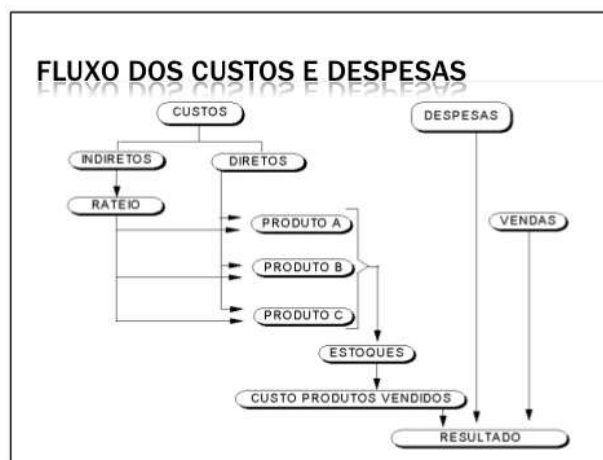 FLUXO DOS CUSTOS E DESPESAS
CUSTOS
DESPESAS
INDIRETOS
DIRETOS
RATEIO
PRODUTO A
VENDAS
PRODUTO B
PRODUTO C
ESTOQUES
CUSTO PRODUTOS VENDIDOS
RESULTADO